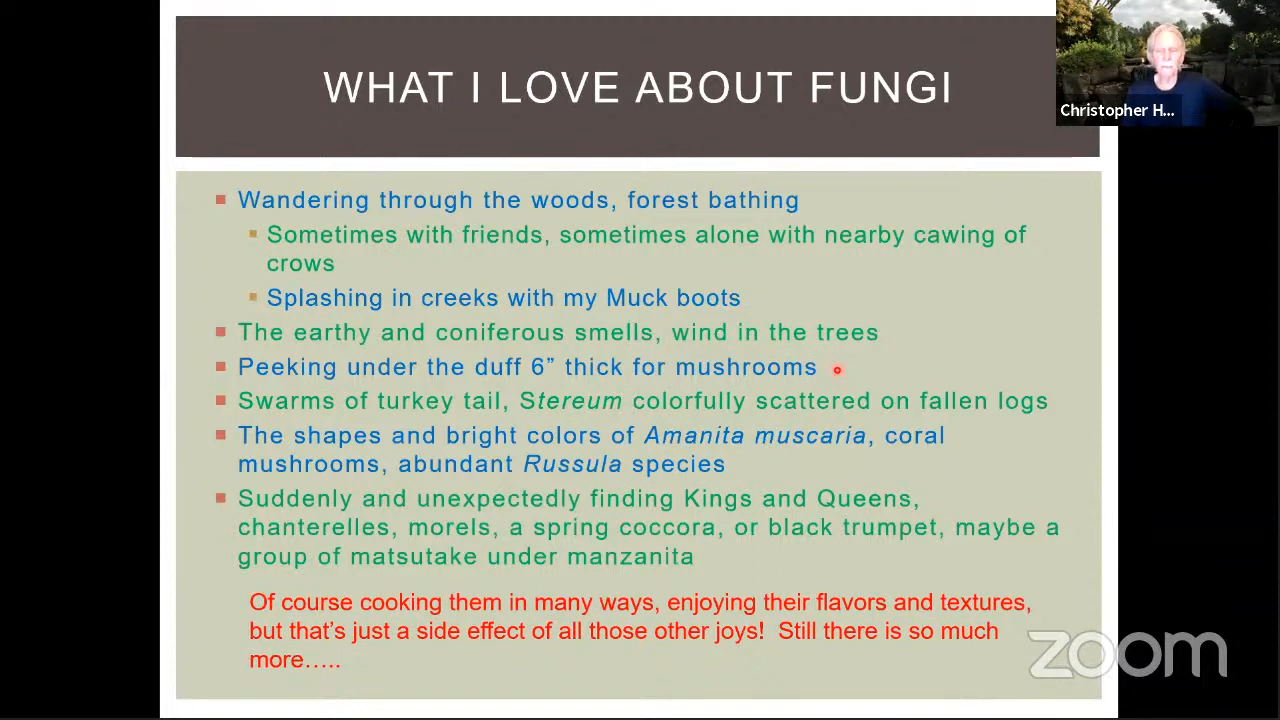 WHAT I LOVE ABOUT FUNGI
Christopher H...
Wandering through the woods, forest bathing
Sometimes with friends, sometimes alone with nearby cawing of
crows
Splashing in creeks with my Muck boots
The earthy and coniferous smells, wind in the trees
Peeking under the duff 6” thick for mushrooms
Swarms of turkey tail, Stereum colorfully scattered on fallen logs
The shapes and bright colors of Amanita muscaria, coral
mushrooms, abundant Russula species
Suddenly and unexpectedly finding Kings and Queens,
chanterelles, morels, a spring coccora, or black trumpet, maybe a
group of matsutake under manzanita
Of course cooking them in many ways, enjoying their flavors and textures,
but that’s just a side effect of all those other joys!  Still there is so much
more…..
zoom